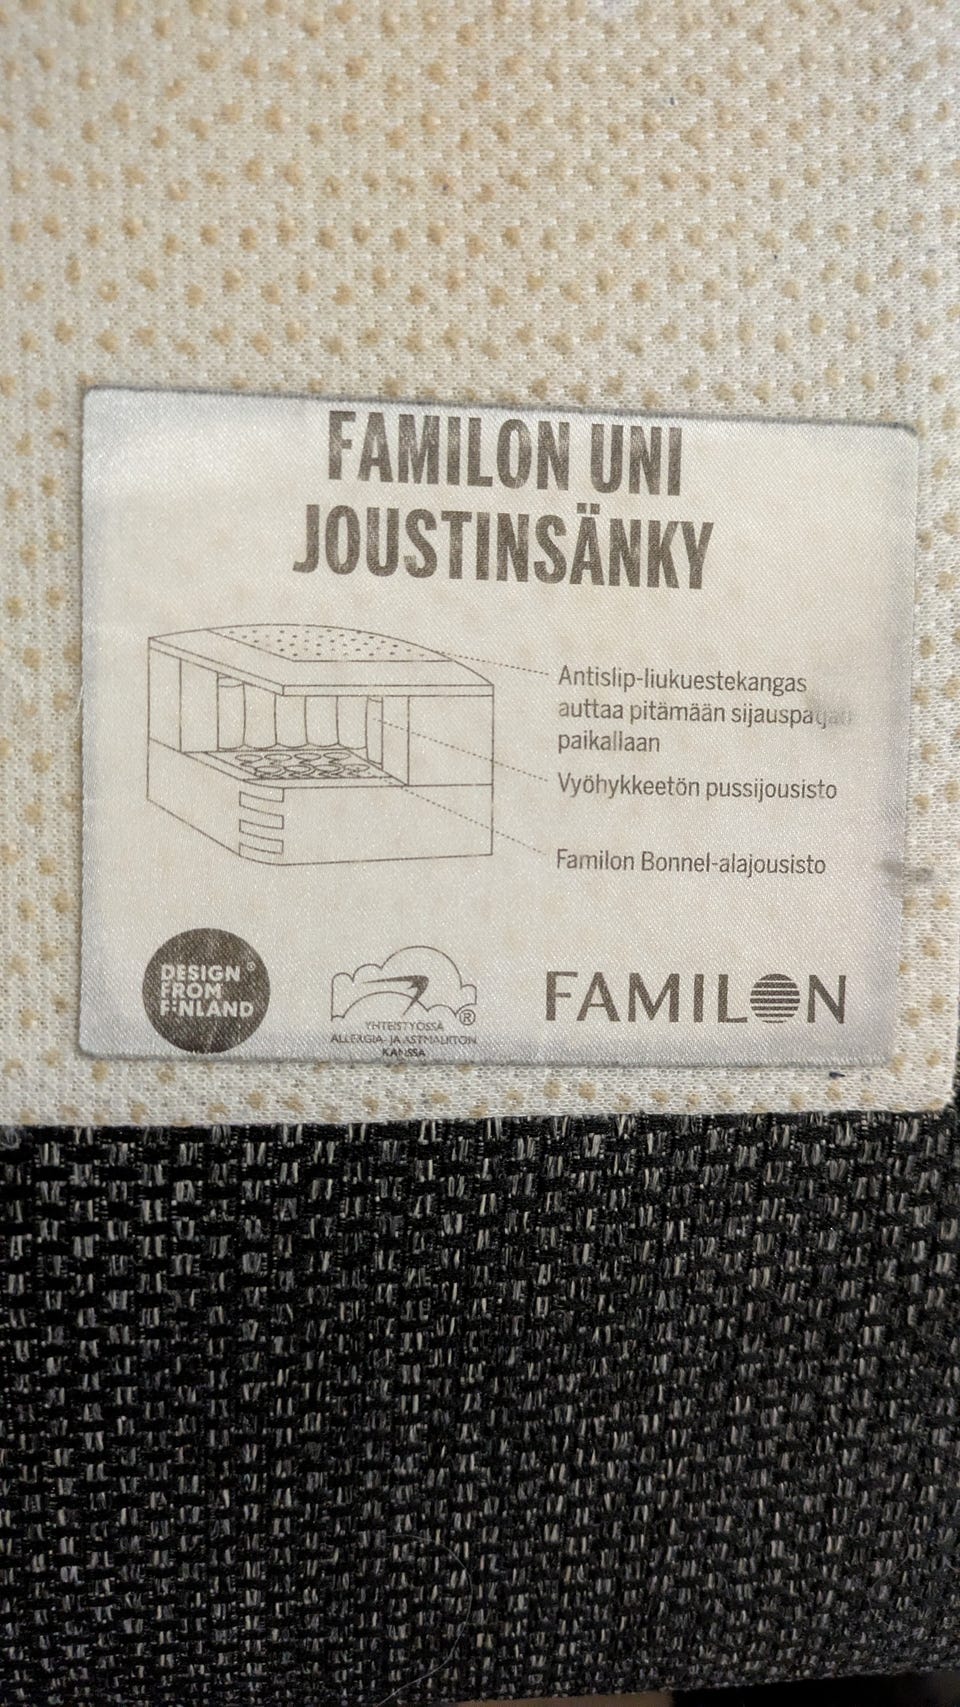 FAMILON UNI
JOUSTINSÄNKY
Antislip-liukuestekangas
auttaa pitämään sijauspatjan
paikallaan
Vyöhykkeetön pussijousisto
Familon Bonnel-alajousisto
DESIGN ®
FROM
FINLAND
®
YHTEISTYÖSSÄ
ALLERGIA- JA ASTMALIITON
KANSSA
FAMILON